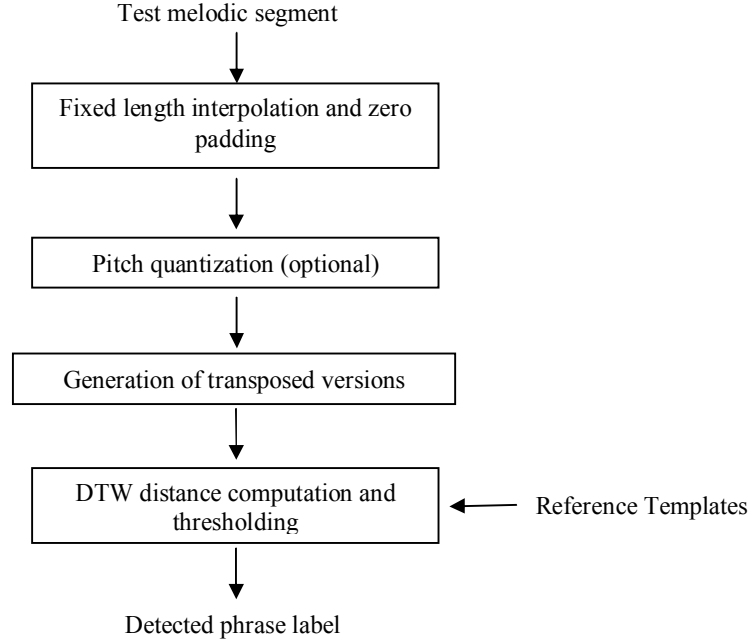 Test melodic segment
Fixed length interpolation and zero
padding
Pitch quantization (optional)
Generation of transposed versions
DTW distance computation and
thresholding
Reference Templates
Detected phrase label